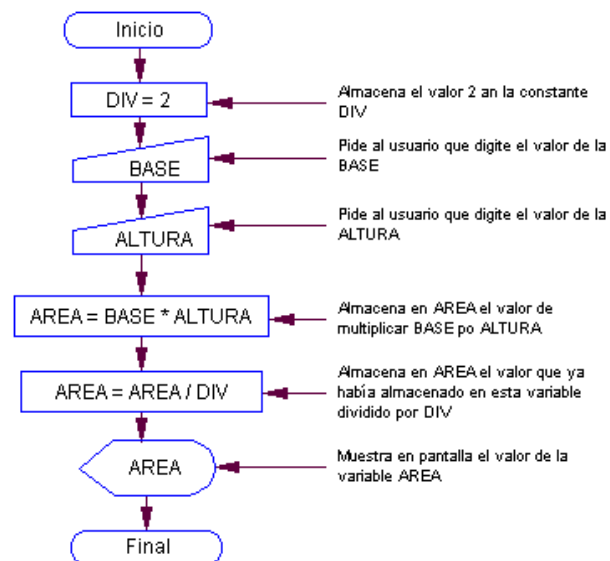 Inicio
DIV = 2
Almacena el valor 2 an la constante
DIV
BASE
Pide al usuario que digite el valor de la
BASE
ALTURA
Pide al usuario que digite el valor de la
ALTURA
AREA = BASE * ALTURA
Almacena en AREA el valor de
multiplicar BASE po ALTURA
AREA = AREA / DIV
Almacena en AREA el valor que ya
había almacenado en esta variable
dividido por DIV
AREA
Muestra en pantalla el valor de la
variable AREA
Final